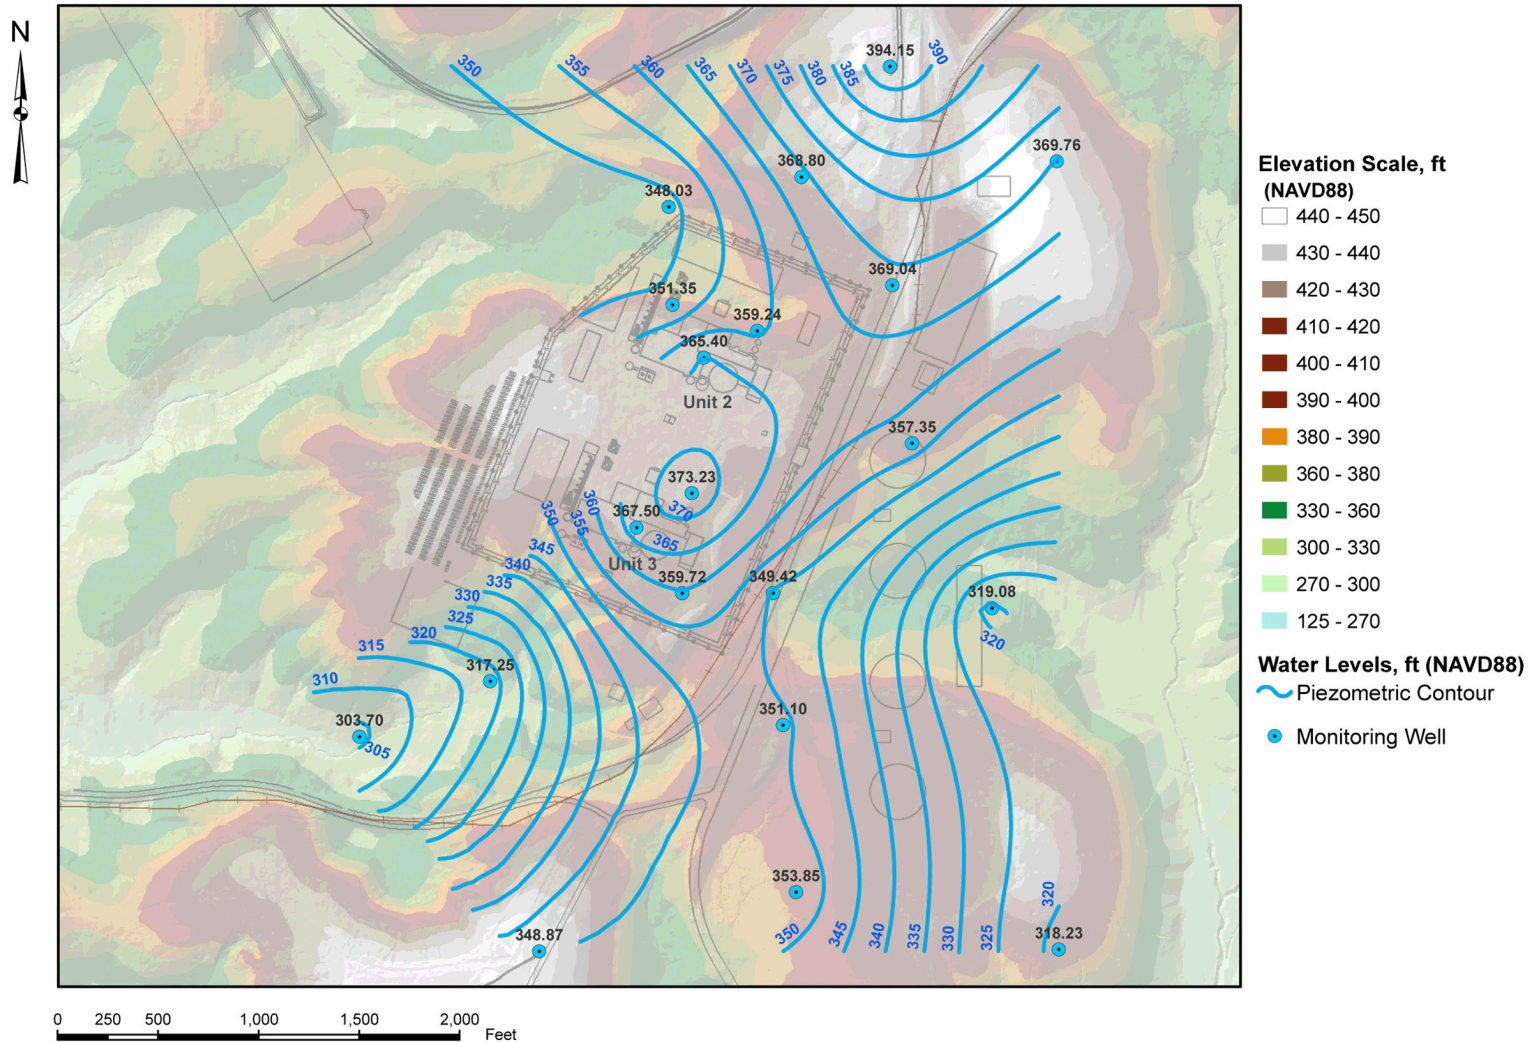 N
350
355
360
365
370
375
380
385
390
394.15
369.76
368.80
348.03
369.04
351.35
359.24
365.40
Unit 2
357.35
373.23
370
367.50
365
360
355
350
Unit 3
345
340
335
330
325
320
315
310
359.72
349.42
319.08
320
317.25
303.70
305
351.10
353.85
348.87
350
345
340
335
330
325
320
318.23
Elevation Scale, ft
(NAVD88)
440 - 450
430 - 440
420 - 430
410 - 420
400 - 410
390 - 400
380 - 390
360 - 380
330 - 360
300 - 330
270 - 300
125 - 270
Water Levels, ft (NAVD88)
Piezometric Contour
Monitoring Well
0 250 500 1,000 1,500 2,000
Feet